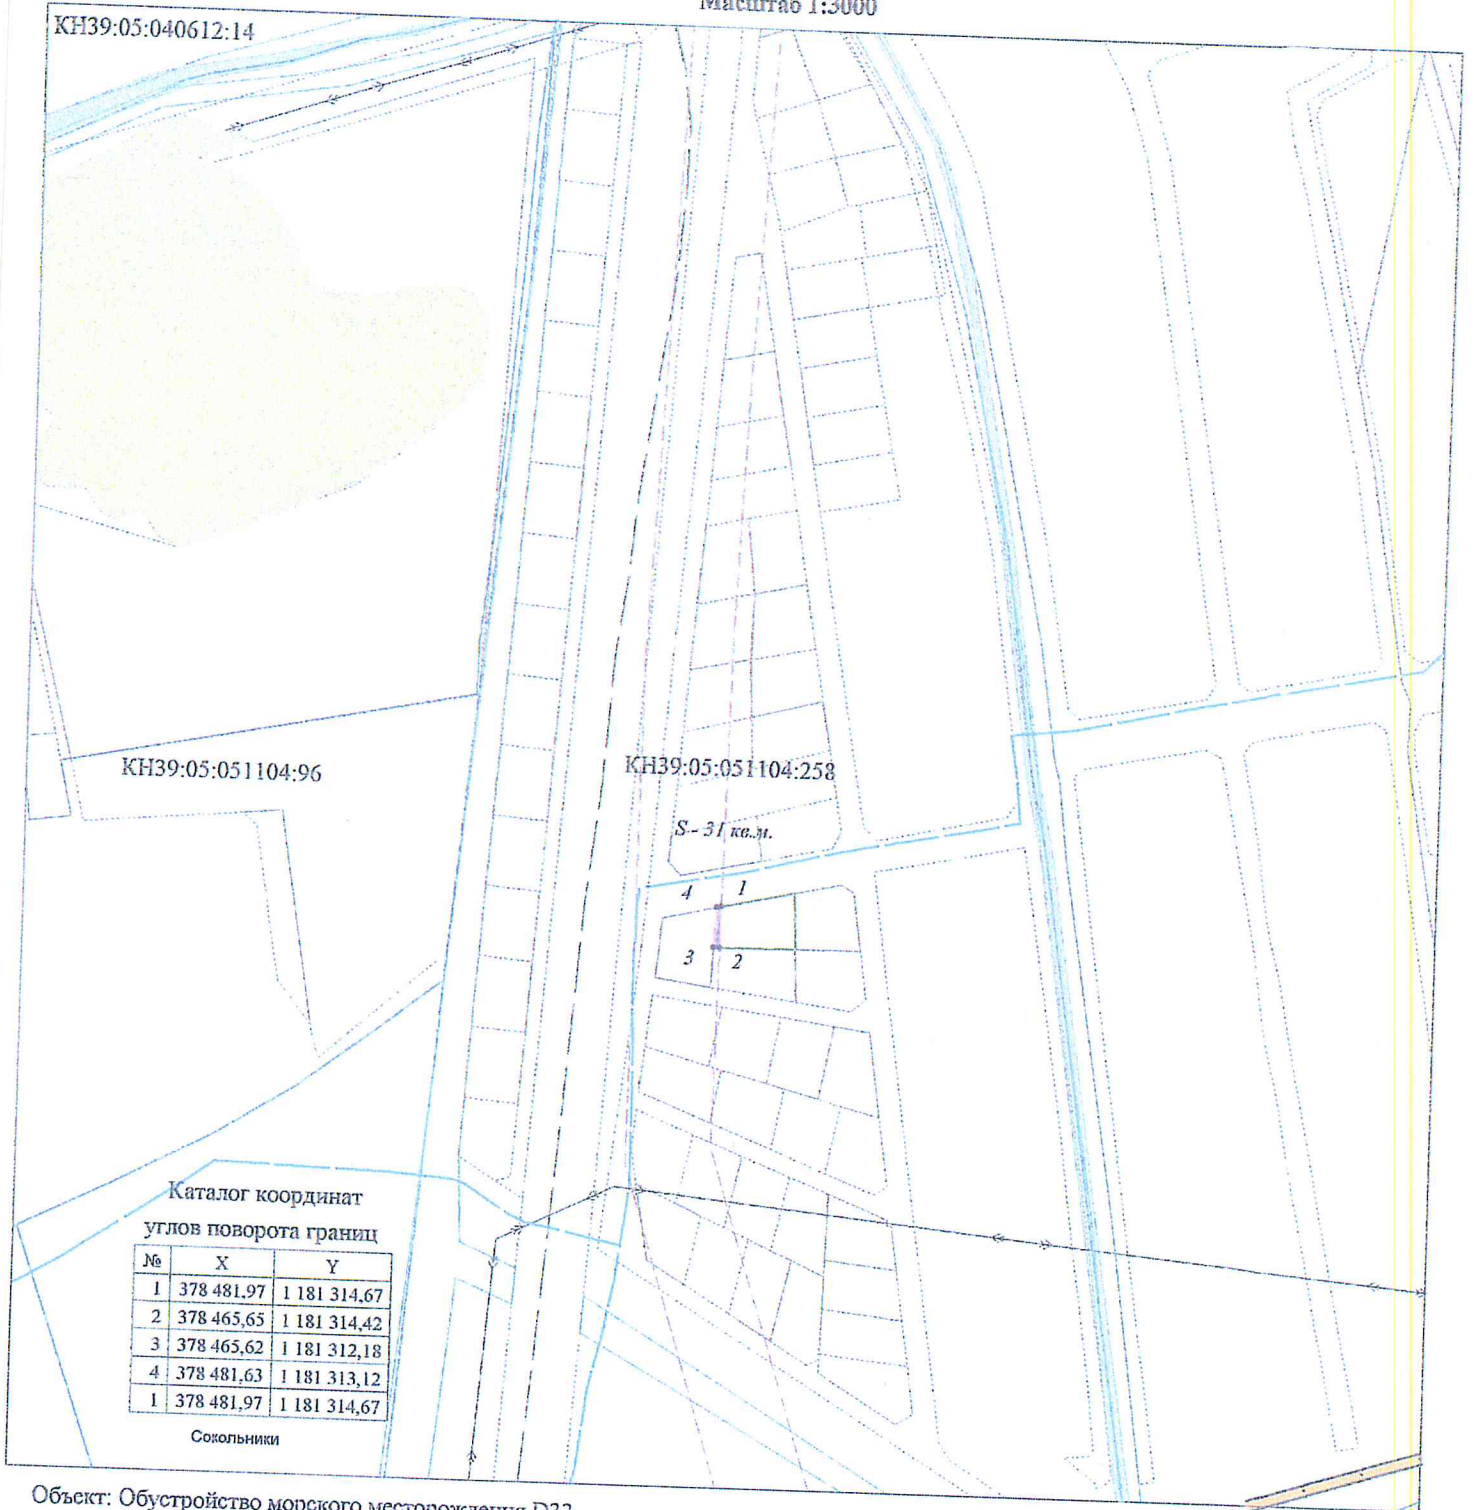 Масштаб 1:3000
КН39:05:040612:14
КН39:05:051104:96
КН39:05:051104:258
S - 31 кв.м.
4 1
3 2
Каталог координат
углов поворота границ
№ X Y
1 378 481,97 1 181 314,67
2 378 465,65 1 181 314,42
3 378 465,62 1 181 312,18
4 378 481,63 1 181 313,12
1 378 481,97 1 181 314,67
Сокольники
Объект: Обустройство морского месторождения D33